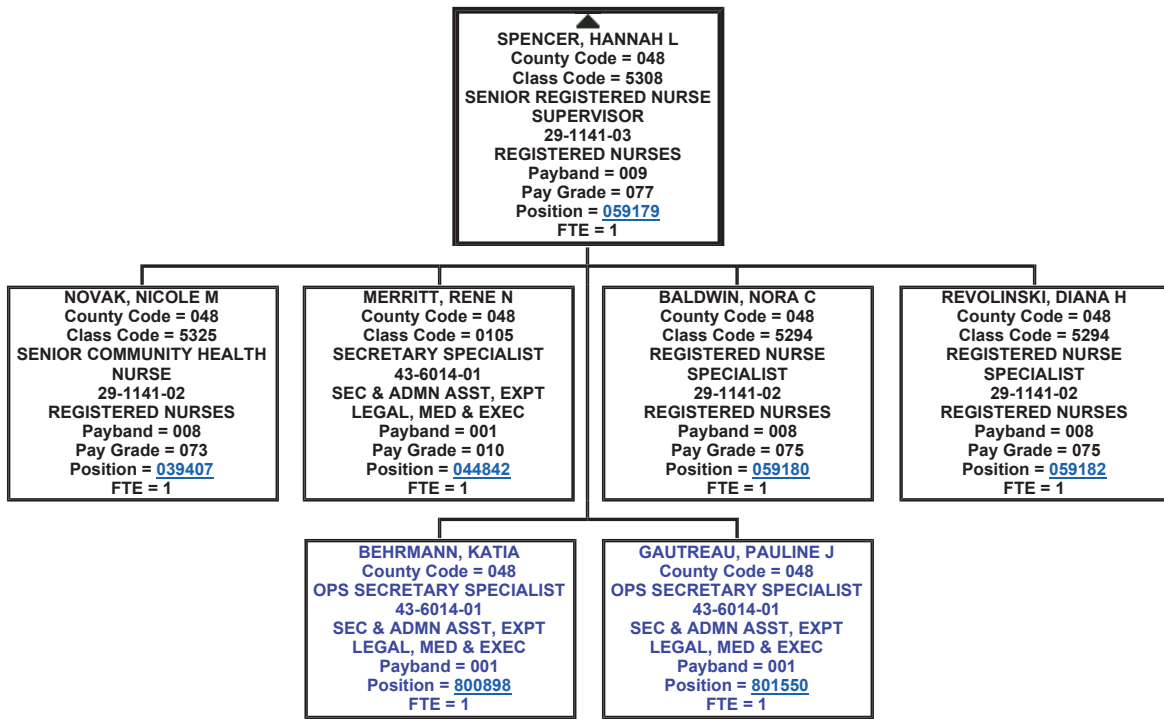 SPENCER, HANNAH L
County Code = 048
Class Code = 5308
SENIOR REGISTERED NURSE
SUPERVISOR
29-1141-03
REGISTERED NURSES
Payband = 009
Pay Grade = 077
Position = 059179
FTE = 1
NOVAK, NICOLE M
County Code = 048
Class Code = 5325
SENIOR COMMUNITY HEALTH
NURSE
29-1141-02
REGISTERED NURSES
Payband = 008
Pay Grade = 073
Position = 039407
FTE = 1
MERRITT, RENE N
County Code = 048
Class Code = 0105
SECRETARY SPECIALIST
43-6014-01
SEC & ADMN ASST, EXPT
LEGAL, MED & EXEC
Payband = 001
Pay Grade = 010
Position = 044842
FTE = 1
BALDWIN, NORA C
County Code = 048
Class Code = 5294
REGISTERED NURSE
SPECIALIST
29-1141-02
REGISTERED NURSES
Payband = 008
Pay Grade = 075
Position = 059180
FTE = 1
REVOLINSKI, DIANA H
County Code = 048
Class Code = 5294
REGISTERED NURSE
SPECIALIST
29-1141-02
REGISTERED NURSES
Payband = 008
Pay Grade = 075
Position = 059182
FTE = 1
BEHRMANN, KATIA
County Code = 048
OPS SECRETARY SPECIALIST
43-6014-01
SEC & ADMN ASST, EXPT
LEGAL, MED & EXEC
Payband = 001
Position = 800898
FTE = 1
GAUTREAU, PAULINE J
County Code = 048
OPS SECRETARY SPECIALIST
43-6014-01
SEC & ADMN ASST, EXPT
LEGAL, MED & EXEC
Payband = 001
Position = 801550
FTE = 1